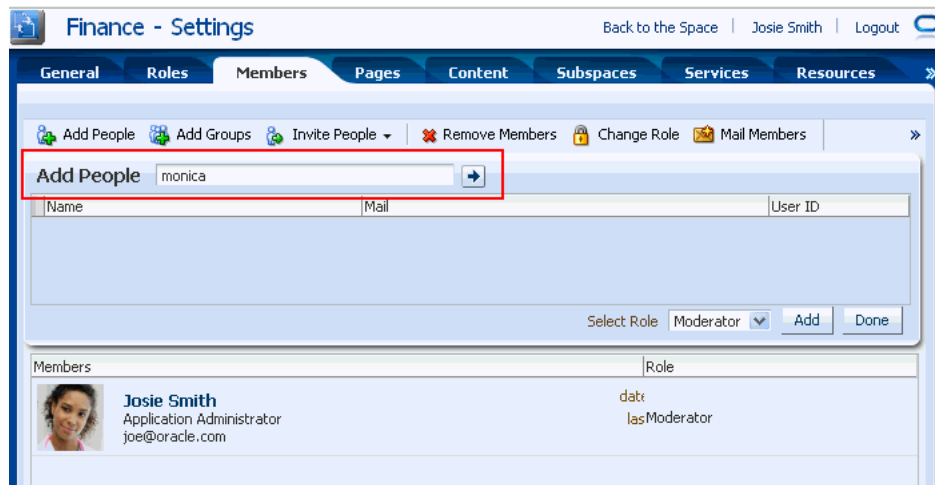 Finance - Settings Back to the Space | Josie Smith | Logout
General Roles Members Pages Content Subspaces Services Resources »
Add People Add Groups Invite People Remove Members Change Role Mail Members »
Add People monica
Name Mail User ID
Select Role Moderator Add Done
Members Role
Josie Smith date
Application Administrator las Moderator
joe@oracle.com